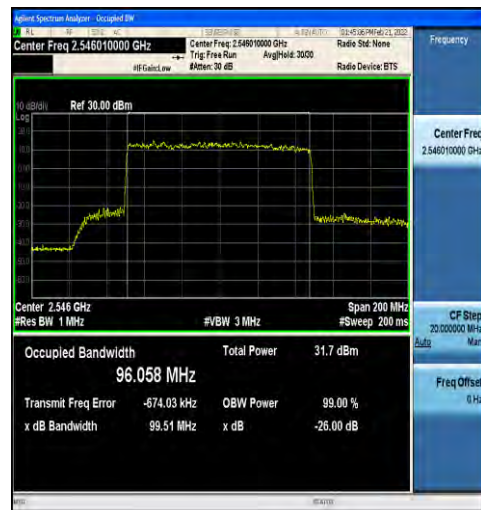 Agilent Spectrum Analyzer - Occupied BW
Center Freq 2.546010000 GHz
Center Freq: 2.546010000 GHz
Radio Std: None
Frequency
Trig: Free Run
Avg|Hold: 30/30
#IFGain:Low
#Atten: 30 dB
Radio Device: BTS
10 dB/div
Ref 30.00 dBm
Log
Center Freq
2.546010000 GHz
Center 2.546 GHz
Span 200 MHz
#Res BW 1 MHz
#VBW 3 MHz
#Sweep 200 ms
CF Step
20.000000 MHz
Auto
Man
Occupied Bandwidth
Total Power
31.7 dBm
96.058 MHz
Freq Offset
0 Hz
Transmit Freq Error
-674.03 kHz
OBW Power
99.00 %
x dB Bandwidth
99.51 MHz
x dB
-26.00 dB
MSG
STATUS